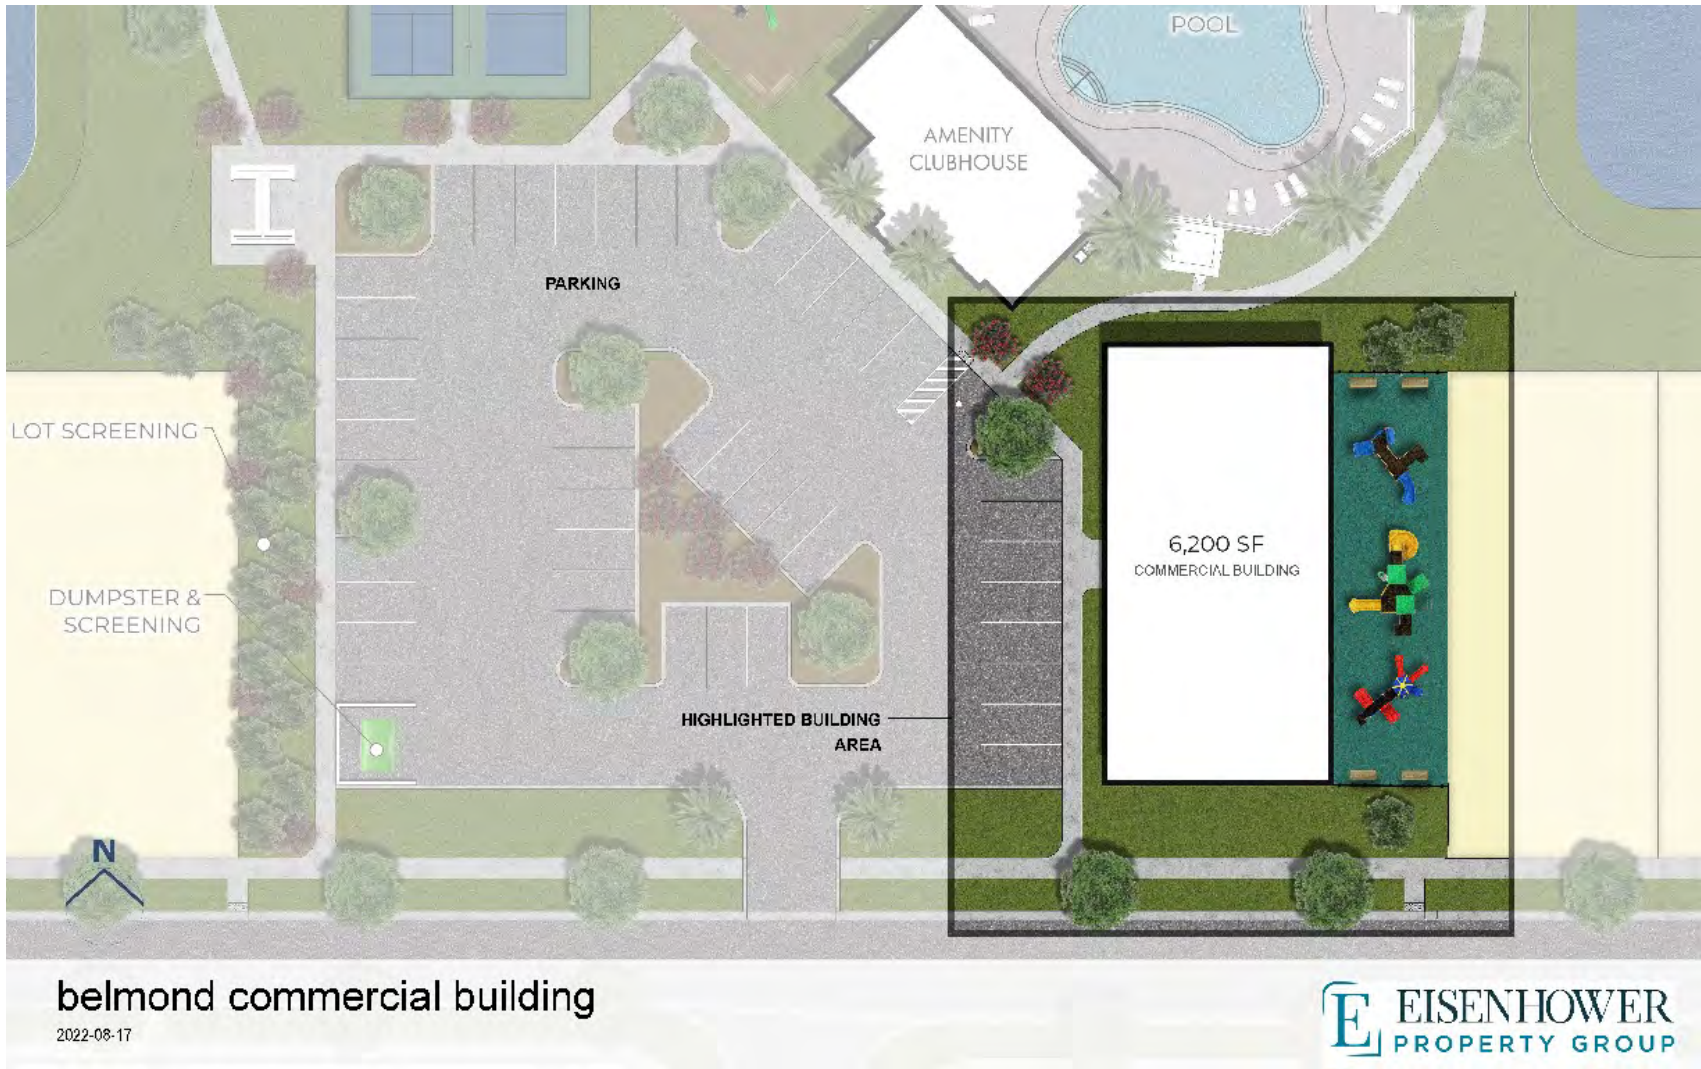 POOL
AMENITY
CLUBHOUSE
PARKING
LOT SCREENING
6,200 SF
COMMERCIAL BUILDING
DUMPSTER &
SCREENING
HIGHLIGHTED BUILDING
AREA
N
belmond commercial building
2022-08-17
E EISENHOWER
PROPERTY GROUP